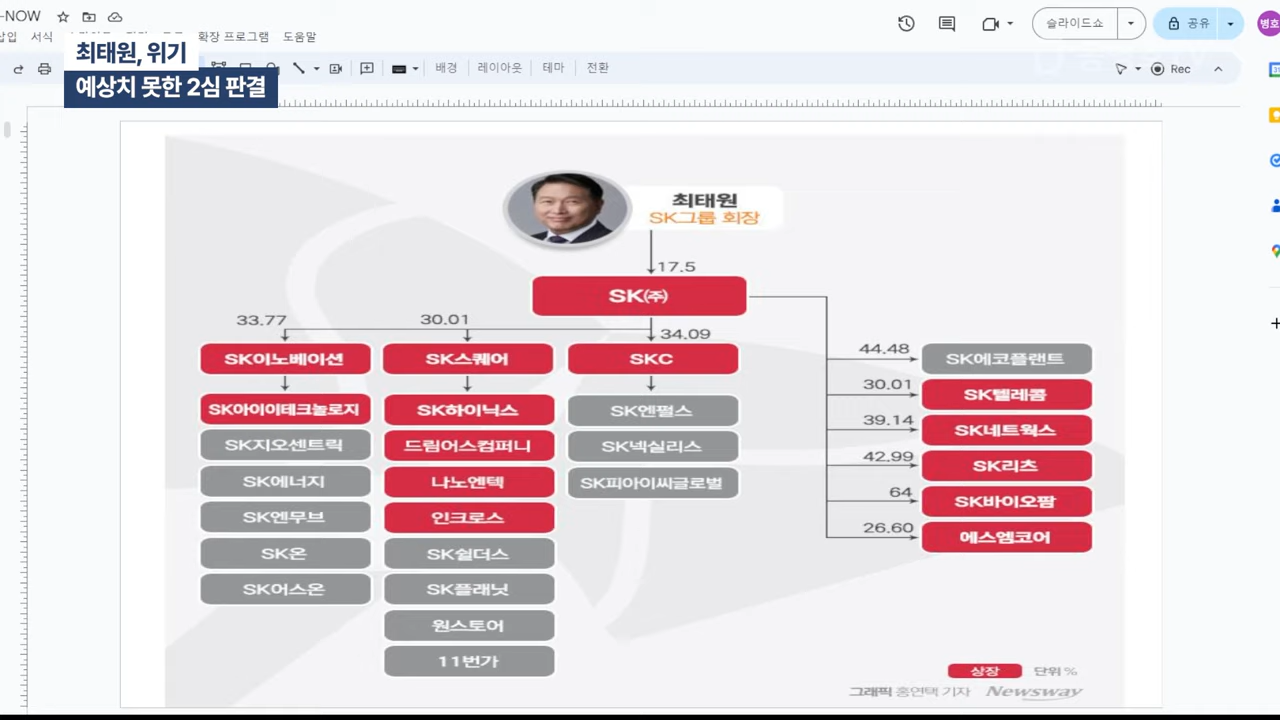 -NOW
삽입 서식
확장 프로그램 도움말
슬라이드쇼
공유
병호
최태원, 위기
예상치 못한 2심 판결
배경 레이아웃 테마 전환
Rec
최태원
SK그룹 회장
17.5
SK㈜
33.77
30.01
34.09
SK이노베이션
SK스퀘어
SKC
SK아이이테크놀로지
SK지오센트릭
SK에너지
SK엔무브
SK온
SK어스온
SK하이닉스
드림어스컴퍼니
나노엔텍
인크로스
SK쉴더스
SK플래닛
원스토어
11번가
SK엔펄스
SK넥실리스
SK피아이씨글로벌
44.48
SK에코플랜트
30.01
SK텔레콤
39.14
SK네트웍스
42.99
SK리츠
64
SK바이오팜
26.60
에스엠코어
상장 단위 %
그래픽 홍연택 기자 Newsway